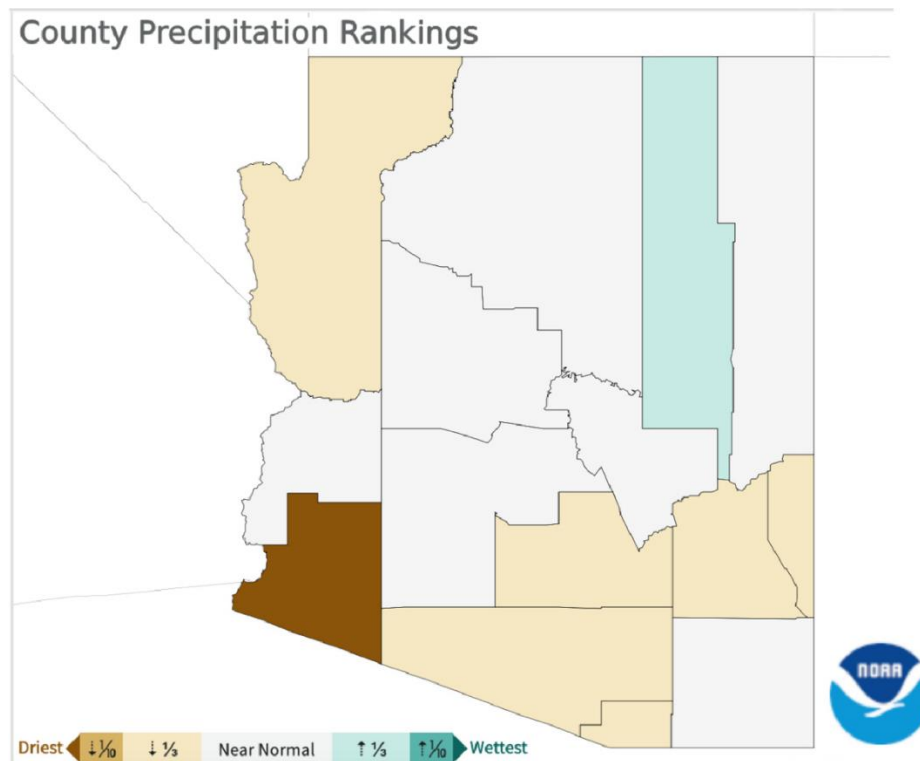 County Precipitation Rankings
NOAA
Driest ↓ ⅒ ↓ ⅓ Near Normal ↑ ⅓ ↑ ⅒ Wettest